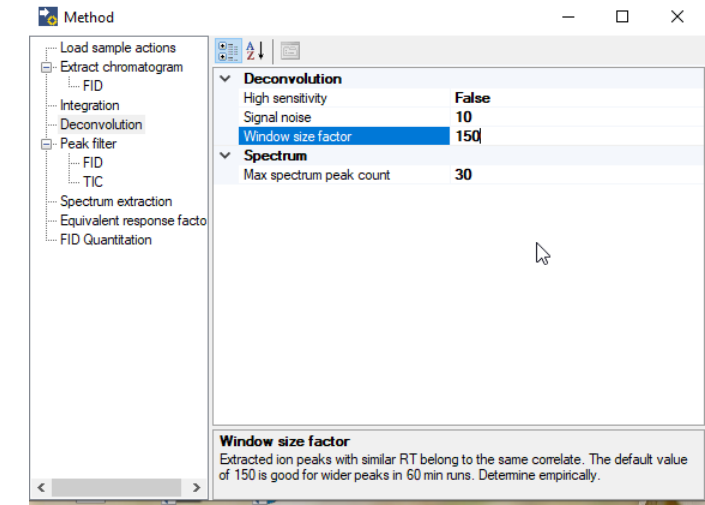 Method
Load sample actions
Extract chromatogram
FID
Integration
Deconvolution
Peak filter
FID
TIC
Spectrum extraction
Equivalent response facto
FID Quantitation
Deconvolution
High sensitivity False
Signal noise 10
Window size factor 150
Spectrum
Max spectrum peak count 30
Window size factor
Extracted ion peaks with similar RT belong to the same correlate. The default value
of 150 is good for wider peaks in 60 min runs. Determine empirically.